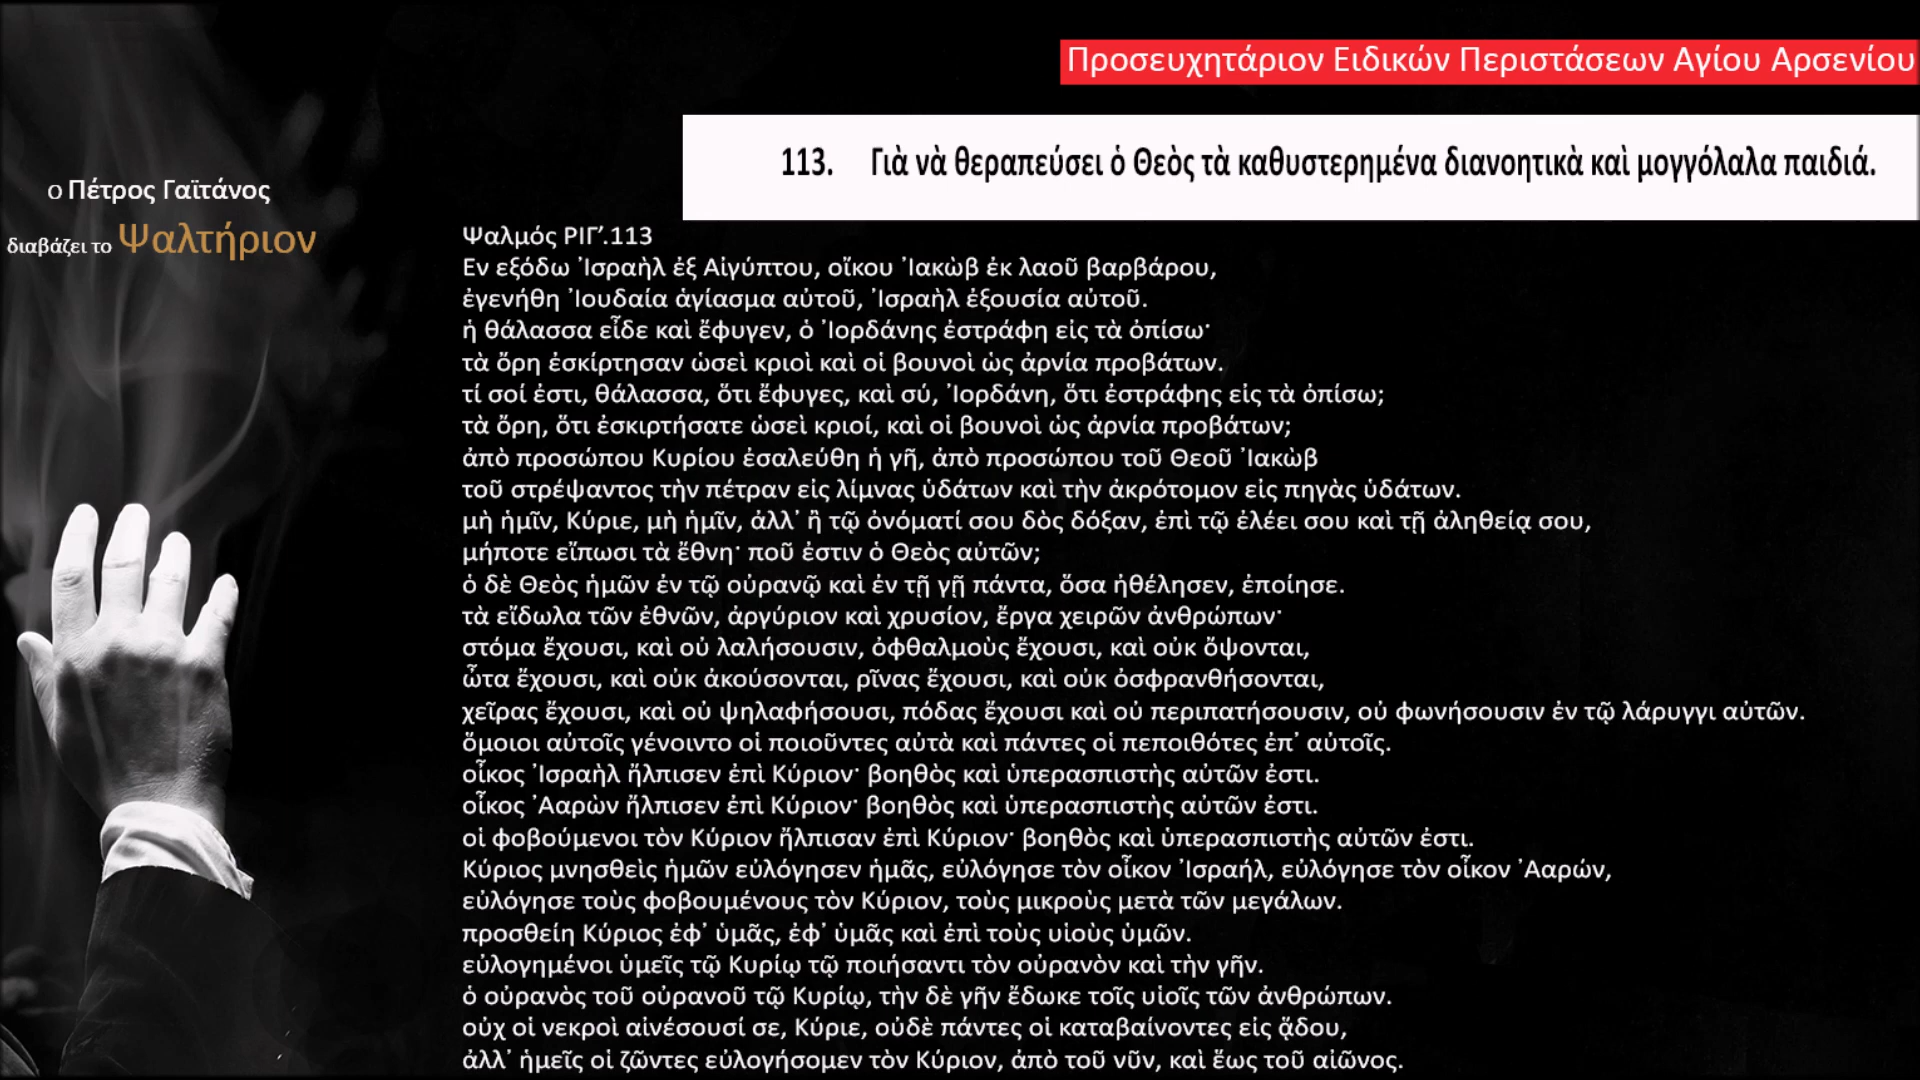 Προσευχητάριον Ειδικών Περιστάσεων Αγίου Αρσενίου
113. Γιὰ νὰ θεραπεύσει ὁ Θεὸς τὰ καθυστερημένα διανοητικὰ καὶ μογγόλαλα παιδιά.
ο Πέτρος Γαϊτάνος
διαβάζει το Ψαλτήριον
Ψαλμός ΡΙΓ’.113
Εν εξόδω ᾿Ισραὴλ ἐξ Αἰγύπτου, οἴκου ᾿Ιακὼβ ἐκ λαοῦ βαρβάρου,
ἐγενήθη ᾿Ιουδαία ἁγίασμα αὐτοῦ, ᾿Ισραὴλ ἐξουσία αὐτοῦ.
ἡ θάλασσα εἶδε καὶ ἔφυγεν, ὁ ᾿Ιορδάνης ἐστράφη εἰς τὰ ὀπίσω·
τὰ ὄρη ἐσκίρτησαν ὡσεὶ κριοὶ καὶ οἱ βουνοὶ ὡς ἀρνία προβάτων.
τί σοί ἐστι, θάλασσα, ὅτι ἔφυγες, καὶ σύ, ᾿Ιορδάνη, ὅτι ἐστράφης εἰς τὰ ὀπίσω;
τὰ ὄρη, ὅτι ἐσκιρτήσατε ὡσεὶ κριοί, καὶ οἱ βουνοὶ ὡς ἀρνία προβάτων;
ἀπὸ προσώπου Κυρίου ἐσαλεύθη ἡ γῆ, ἀπὸ προσώπου τοῦ Θεοῦ ᾿Ιακὼβ
τοῦ στρέψαντος τὴν πέτραν εἰς λίμνας ὑδάτων καὶ τὴν ἀκρότομον εἰς πηγὰς ὑδάτων.
μὴ ἡμῖν, Κύριε, μὴ ἡμῖν, ἀλλ᾿ ἢ τῷ ὀνόματί σου δὸς δόξαν, ἐπὶ τῷ ἐλέει σου καὶ τῇ ἀληθείᾳ σου,
μήποτε εἴπωσι τὰ ἔθνη· ποῦ ἐστιν ὁ Θεὸς αὐτῶν;
ὁ δὲ Θεὸς ἡμῶν ἐν τῷ οὐρανῷ καὶ ἐν τῇ γῇ πάντα, ὅσα ἠθέλησεν, ἐποίησε.
τὰ εἴδωλα τῶν ἐθνῶν, ἀργύριον καὶ χρυσίον, ἔργα χειρῶν ἀνθρώπων·
στόμα ἔχουσι, καὶ οὐ λαλήσουσιν, ὀφθαλμοὺς ἔχουσι, καὶ οὐκ ὄψονται,
ὦτα ἔχουσι, καὶ οὐκ ἀκούσονται, ρῖνας ἔχουσι, καὶ οὐκ ὀσφρανθήσονται,
χεῖρας ἔχουσι, καὶ οὐ ψηλαφήσουσι, πόδας ἔχουσι καὶ οὐ περιπατήσουσιν, οὐ φωνήσουσιν ἐν τῷ λάρυγγι αὐτῶν.
ὅμοιοι αὐτοῖς γένοιντο οἱ ποιοῦντες αὐτὰ καὶ πάντες οἱ πεποιθότες ἐπ᾿ αὐτοῖς.
οἶκος ᾿Ισραὴλ ἤλπισεν ἐπὶ Κύριον· βοηθὸς καὶ ὑπερασπιστὴς αὐτῶν ἐστι.
οἶκος ᾿Ααρὼν ἤλπισεν ἐπὶ Κύριον· βοηθὸς καὶ ὑπερασπιστὴς αὐτῶν ἐστι.
οἱ φοβούμενοι τὸν Κύριον ἤλπισαν ἐπὶ Κύριον· βοηθὸς καὶ ὑπερασπιστὴς αὐτῶν ἐστι.
Κύριος μνησθεὶς ἡμῶν εὐλόγησεν ἡμᾶς, εὐλόγησε τὸν οἶκον ᾿Ισραήλ, εὐλόγησε τὸν οἶκον ᾿Ααρών,
εὐλόγησε τοὺς φοβουμένους τὸν Κύριον, τοὺς μικροὺς μετὰ τῶν μεγάλων.
προσθείη Κύριος ἐφ᾿ ὑμᾶς, ἐφ᾿ ὑμᾶς καὶ ἐπὶ τοὺς υἱοὺς ὑμῶν.
εὐλογημένοι ὑμεῖς τῷ Κυρίῳ τῷ ποιήσαντι τὸν οὐρανὸν καὶ τὴν γῆν.
ὁ οὐρανὸς τοῦ οὐρανοῦ τῷ Κυρίῳ, τὴν δὲ γῆν ἔδωκε τοῖς υἱοῖς τῶν ἀνθρώπων.
οὐχ οἱ νεκροὶ αἰνέσουσί σε, Κύριε, οὐδὲ πάντες οἱ καταβαίνοντες εἰς ᾅδου,
ἀλλ᾿ ἡμεῖς οἱ ζῶντες εὐλογήσομεν τὸν Κύριον, ἀπὸ τοῦ νῦν, καὶ ἕως τοῦ αἰῶνος.